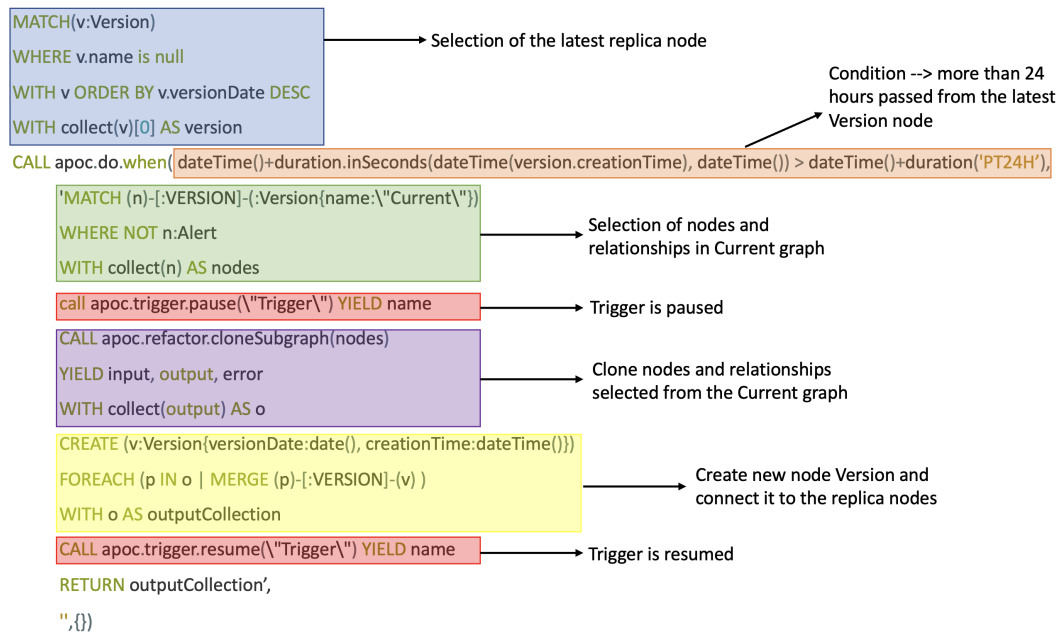 MATCH(v:Version)
WHERE v.name is null
WITH v ORDER BY v.versionDate DESC
WITH collect(v)[0] AS version
Selection of the latest replica node
Condition --> more than 24
hours passed from the latest
Version node
CALL apoc.do.when( dateTime()+duration.inSeconds(dateTime(version.creationTime), dateTime()) > dateTime()+duration('PT24H’),
'MATCH (n)-[:VERSION]-(:Version{name:\"Current\"})
WHERE NOT n:Alert
WITH collect(n) AS nodes
Selection of nodes and
relationships in Current graph
call apoc.trigger.pause(\"Trigger\") YIELD name
Trigger is paused
CALL apoc.refactor.cloneSubgraph(nodes)
YIELD input, output, error
WITH collect(output) AS o
Clone nodes and relationships
selected from the Current graph
CREATE (v:Version{versionDate:date(), creationTime:dateTime()})
FOREACH (p IN o | MERGE (p)-[:VERSION]-(v) )
WITH o AS outputCollection
Create new node Version and
connect it to the replica nodes
CALL apoc.trigger.resume(\"Trigger\") YIELD name
Trigger is resumed
RETURN outputCollection’,
'',{})